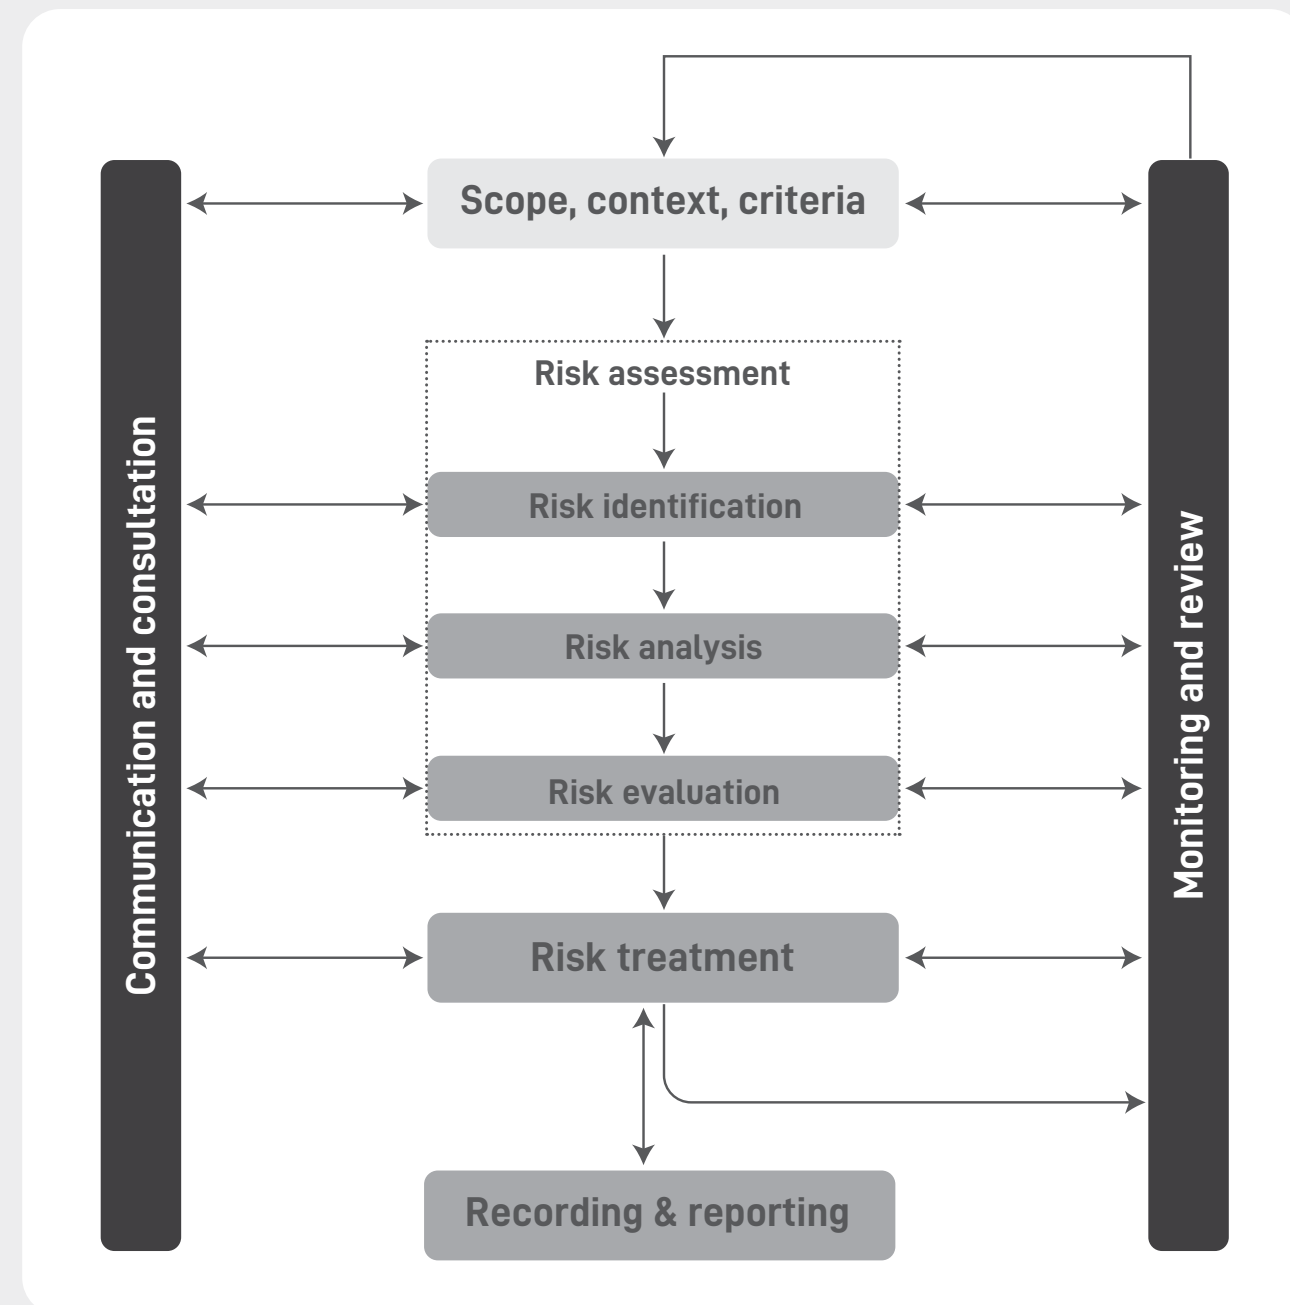 Scope, context, criteria
Risk assessment
Risk identification
Risk analysis
Risk evaluation
Risk treatment
Recording & reporting
Communication and consultation
Monitoring and review